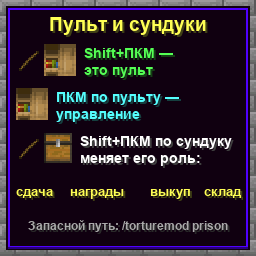 Пульт и сундуки
Shift+ПКМ —
это пульт
ПКМ по пульту —
управление
Shift+ПКМ по сундуку
меняет его роль:
сдача награды выкуп склад
Запасной путь: /torturemod prison